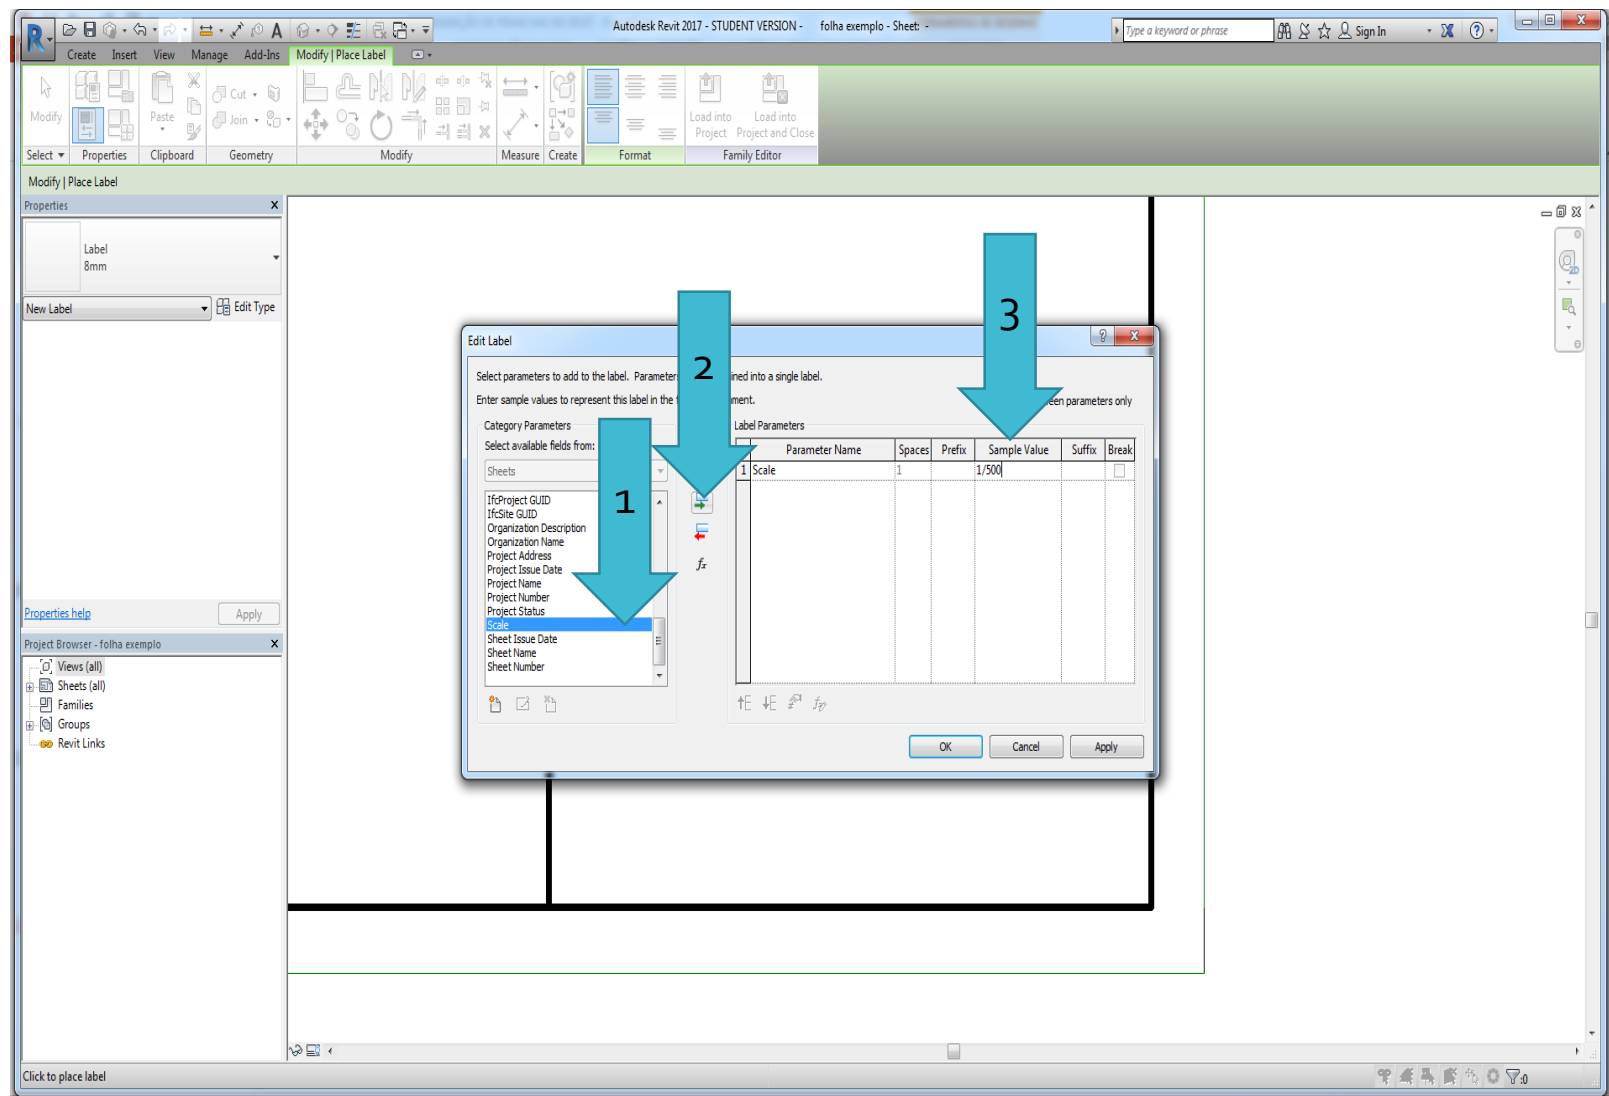 Autodesk Revit 2017 - STUDENT VERSION - folha exemplo - Sheet: -
Type a keyword or phrase
Sign In
Create Insert View Manage Add-Ins Modify | Place Label
Modify
Paste
Cut
Join
Load into Project
Load into Project and Close
Select Properties Clipboard Geometry Modify Measure Create Format Family Editor
Modify | Place Label
Properties X
Label
8mm
New Label
Edit Type
Properties help
Apply
Project Browser - folha exemplo X
Views (all)
Sheets (all)
Families
Groups
Revit Links
2D
Edit Label
Select parameters to add to the label. Parameters ined into a single label.
Enter sample values to represent this label in the ment.
parameters only
Category Parameters
Select available fields from:
Sheets
IfcProject GUID
IfcSite GUID
Organization Description
Organization Name
Project Address
Project Issue Date
Project Name
Project Number
Project Status
Scale
Sheet Issue Date
Sheet Name
Sheet Number
fx
Label Parameters
Parameter Name Spaces Prefix Sample Value Suffix Break
1 Scale 1 1/500
OK Cancel Apply
1
2
3
Click to place label
:0